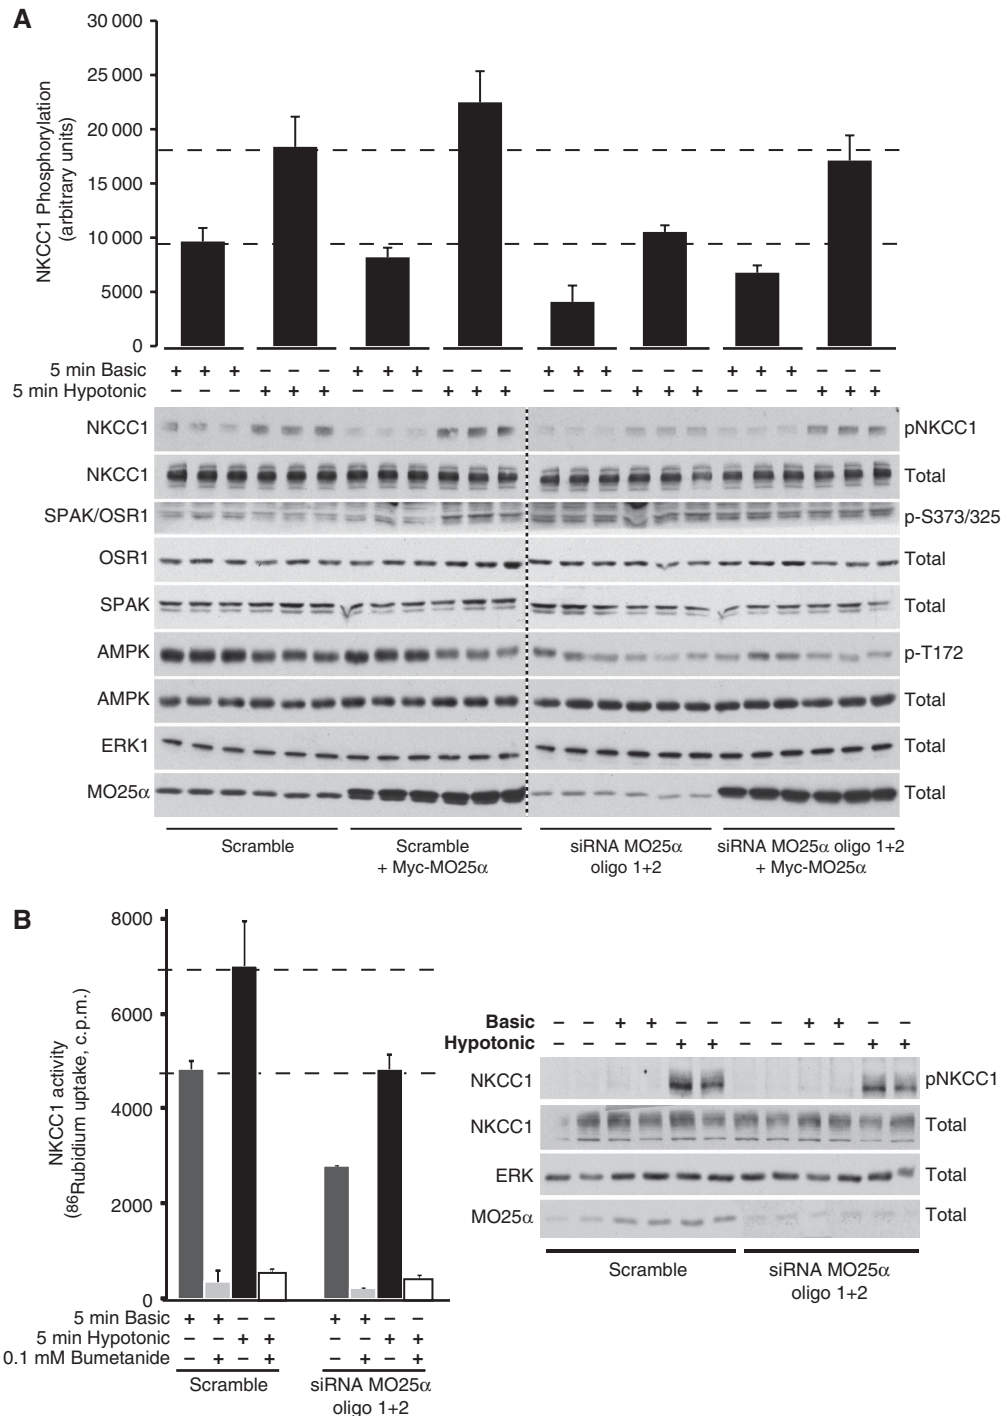 A
30 000
25 000
20 000
15 000
10 000
5000
0
NKCC1 Phosphorylation
(arbitrary units)
5 min Basic + + + – – – + + + – – – + + + – – – + + + – – –
5 min Hypotonic – – – + + + – – – + + + – – – + + + – – – + + +
NKCC1 pNKCC1
NKCC1 Total
SPAK/OSR1 p-S373/325
OSR1 Total
SPAK Total
AMPK p-T172
AMPK Total
ERK1 Total
MO25α Total
Scramble
Scramble
+ Myc-MO25α
siRNA MO25α
oligo 1+2
siRNA MO25α oligo 1+2
+ Myc-MO25α
B
8000
6000
4000
2000
0
NKCC1 activity
(86Rubidium uptake, c.p.m.)
5 min Basic + + – – + + – –
5 min Hypotonic – – + + – – + +
0.1 mM Bumetanide – + – + – + – +
Scramble
siRNA MO25α
oligo 1+2
Basic – – + + – – – – + + – –
Hypotonic – – – – + + – – – – + +
NKCC1 pNKCC1
NKCC1 Total
ERK Total
MO25α Total
Scramble
siRNA MO25α
oligo 1+2